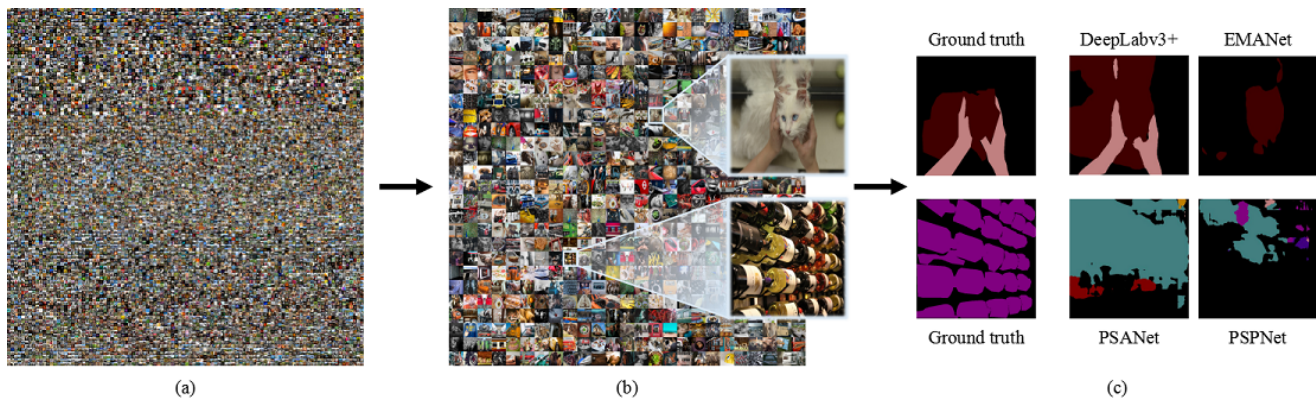 Ground truth
DeepLabv3+
EMANet
Ground truth
PSANet
PSPNet
(a)
(b)
(c)